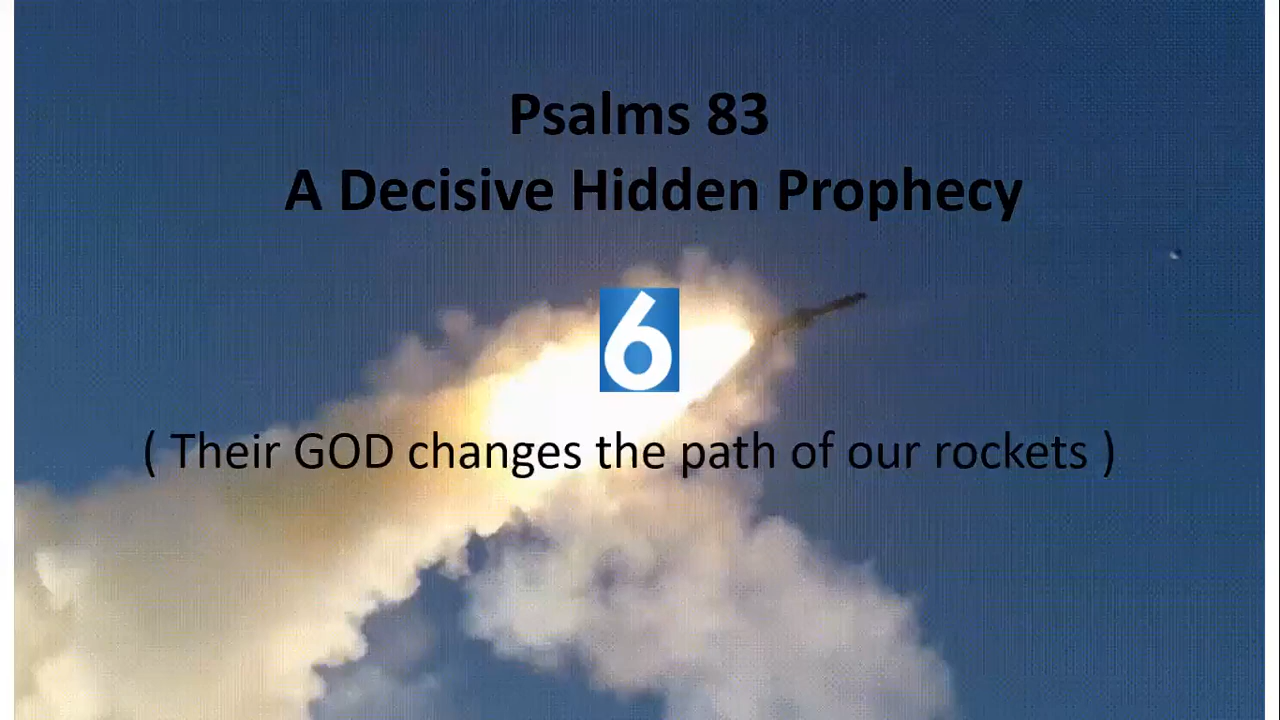 Psalms 83
A Decisive Hidden Prophecy
6
( Their GOD changes the path of our rockets )